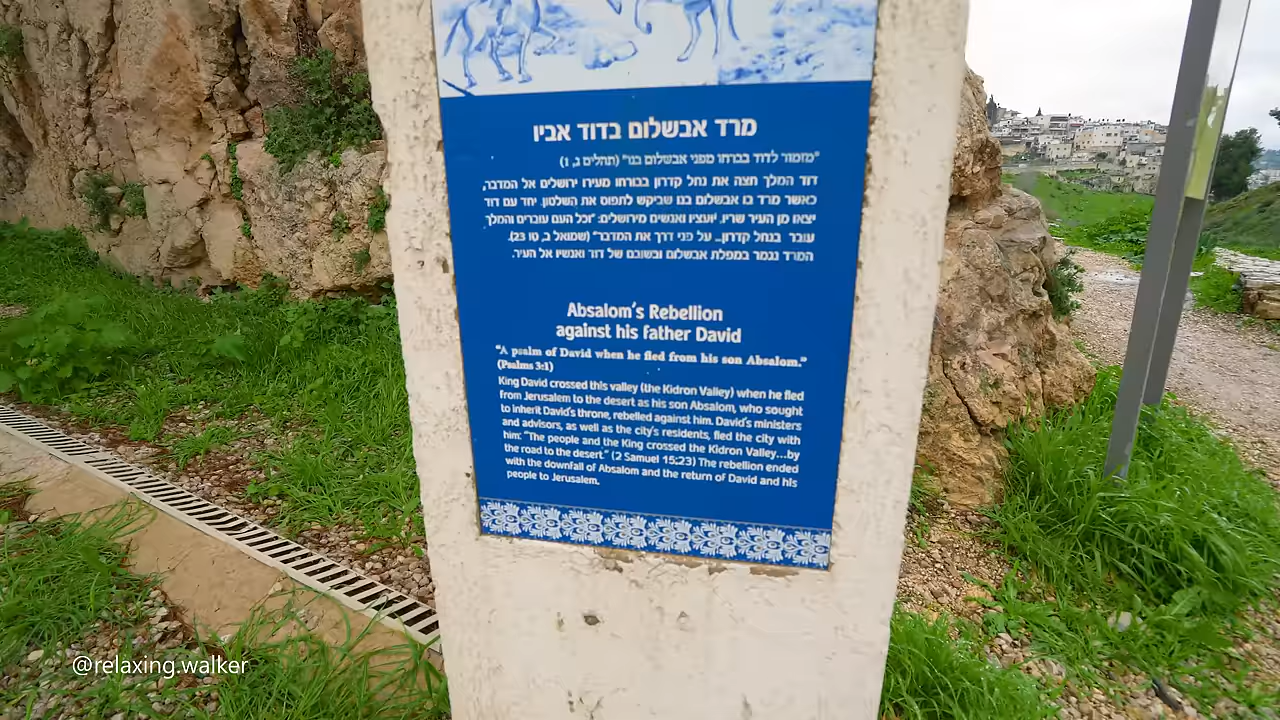 מרד אבשלום בדוד אביו
"מזמור לדוד בברחו מפני אבשלום בנו" (תהלים ג, 1)
דוד המלך חצה את נחל קדרון בבורחו מעירו ירושלים אל המדבר,
כאשר מרד בו אבשלום בנו שביקש לתפוס את השלטון. יחד עם דוד
יצאו מן העיר שריו, יועציו ואנשים מירושלים: "וכל העם עוברים והמלך
עובר בנחל קדרון... על פני דרך את המדבר" (שמואל ב, טו 23).
המרד נגמר במפלת אבשלום ובשובם של דוד ואנשיו אל העיר.
Absalom's Rebellion
against his father David
"A psalm of David when he fled from his son Absalom."
(Psalms 3:1)
King David crossed this valley (the Kidron Valley) when he fled
from Jerusalem to the desert as his son Absalom, who sought
to inherit David's throne, rebelled against him. David's ministers
and advisors, as well as the city's residents, fled the city with
him: "The people and the King crossed the Kidron Valley...by
the road to the desert." (2 Samuel 15:23) The rebellion ended
with the downfall of Absalom and the return of David and his
people to Jerusalem.
@relaxing.walker